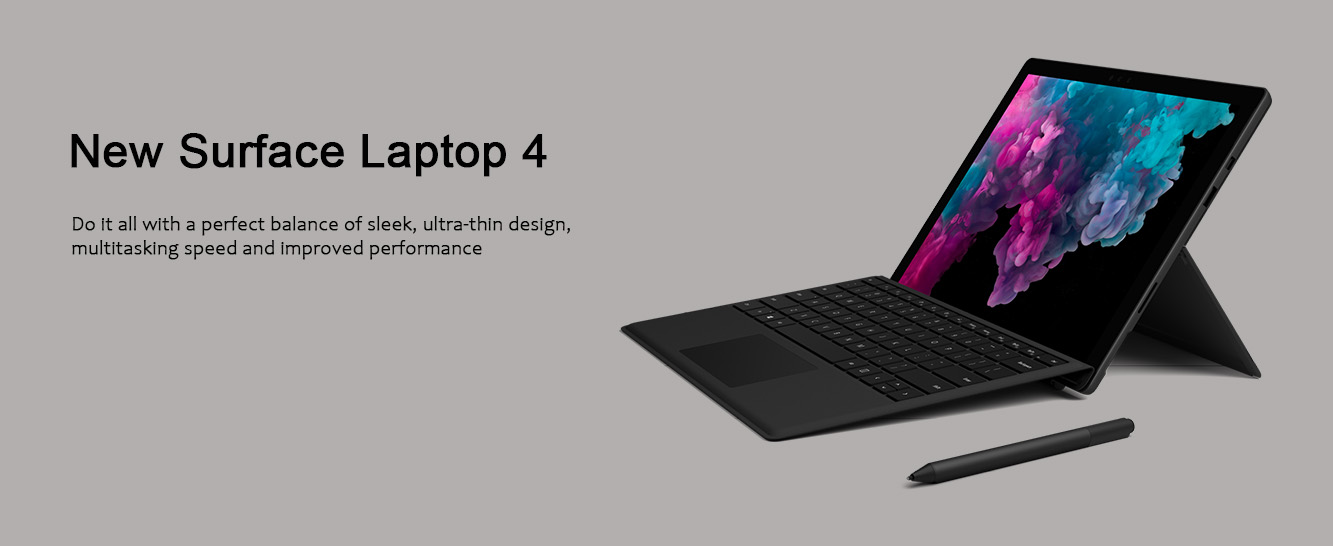 New Surface Laptop 4
Do it all with a perfect balance of sleek, ultra-thin design,
multitasking speed and improved performance